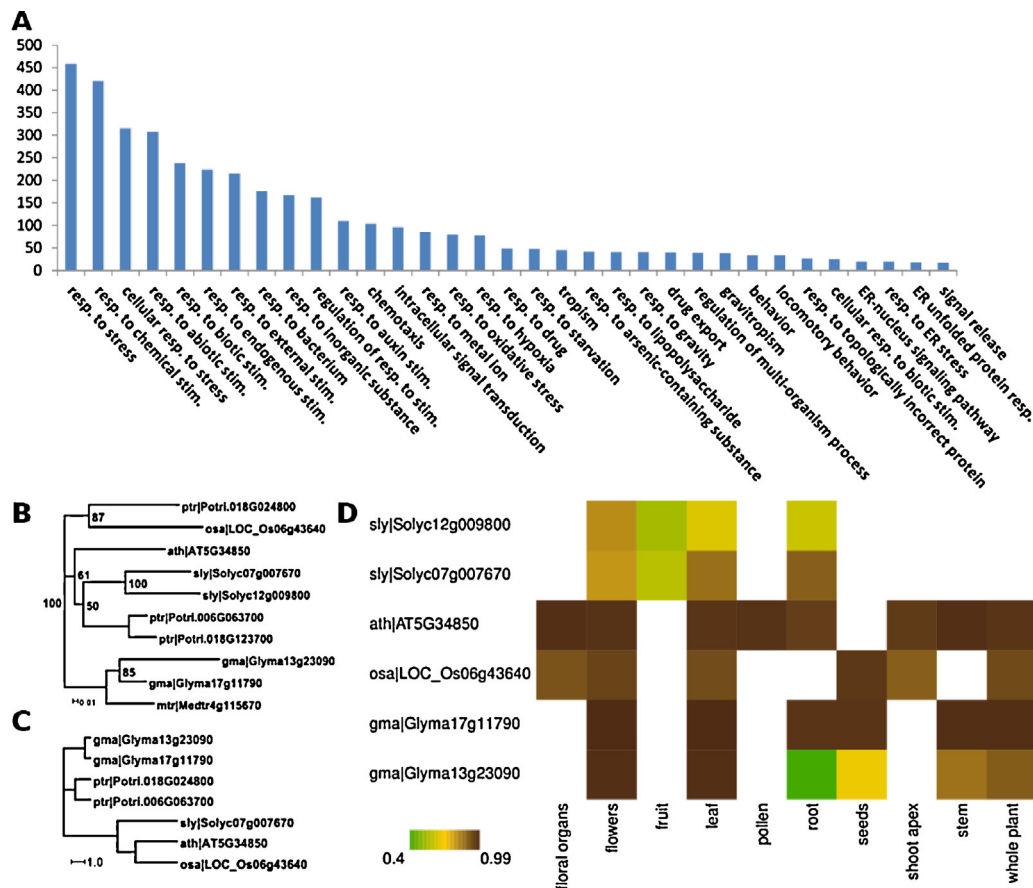 A
500
450
400
350
300
250
200
150
100
50
0
resp. to stress
resp. to chemical stim.
cellular resp. to stress
resp. to abiotic stim.
resp. to biotic stim.
resp. to endogenous stim.
resp. to external stim.
resp. to bacterium
resp. to inorganic substance
regulation of resp. to stim.
resp. to auxin stim.
chemotaxis
intracellular signal transduction
resp. to metal ion
resp. to oxidative stress
resp. to hypoxia
resp. to drug
resp. to starvation
tropism
resp. to arsenic-containing substance
resp. to lipopolysaccharide
resp. to gravity
drug export
regulation of multi-organism process
gravitropism
behavior
locomotory behavior
resp. to topologically incorrect protein
cellular resp. to biotic stim.
ER-nucleus signaling pathway
resp. to ER stress
ER unfolded protein resp.
signal release
B
ptr|Potri.018G024800
87
osa|LOC_Os06g43640
ath|AT5G34850
61
sly|Solyc07g007670
100
sly|Solyc12g009800
100
50
ptr|Potri.006G063700
ptr|Potri.018G123700
gma|Glyma13g23090
85
gma|Glyma17g11790
0.01
mtr|Medtr4g115670
C
gma|Glyma13g23090
gma|Glyma17g11790
ptr|Potri.018G024800
ptr|Potri.006G063700
sly|Solyc07g007670
ath|AT5G34850
1.0
osa|LOC_Os06g43640
D
sly|Solyc12g009800
sly|Solyc07g007670
ath|AT5G34850
osa|LOC_Os06g43640
gma|Glyma17g11790
gma|Glyma13g23090
0.4
0.99
floral organs
flowers
fruit
leaf
pollen
root
seeds
shoot apex
stem
whole plant